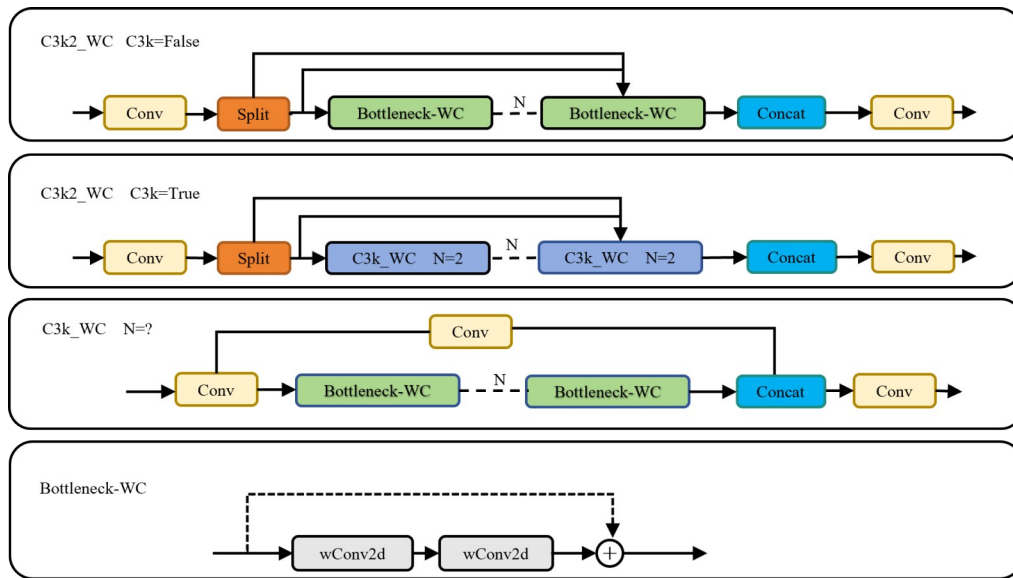 C3k2_WC C3k=False
N
Conv Split Bottleneck-WC Bottleneck-WC Concat Conv
C3k2_WC C3k=True
N
Conv Split C3k_WC N=2 C3k_WC N=2 Concat Conv
C3k_WC N=?
Conv
N
Conv Bottleneck-WC Bottleneck-WC Concat Conv
Bottleneck-WC
wConv2d wConv2d +